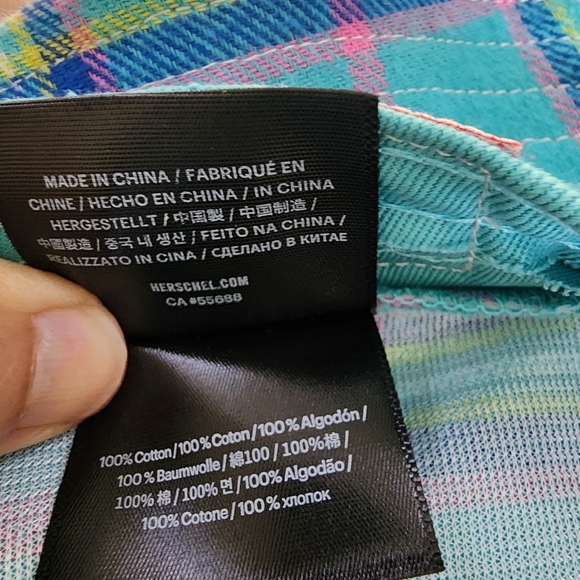 MADE IN CHINA / FABRIQUÉ EN
CHINE / HECHO EN CHINA / IN CHINA
HERGESTELLT / 中国製 / 中国制造 /
中國製造 / 중국 내 생산 / FEITO NA CHINA /
REALIZZATO IN CINA / СДЕЛАНО В КИТАЕ
HERSCHEL.COM
CA #55688
100% Cotton / 100% Coton / 100% Algodón /
100% Baumwolle / 綿100 / 100%棉 /
100% 棉 / 100% 면 / 100% Algodão /
100% Cotone / 100% хлопок